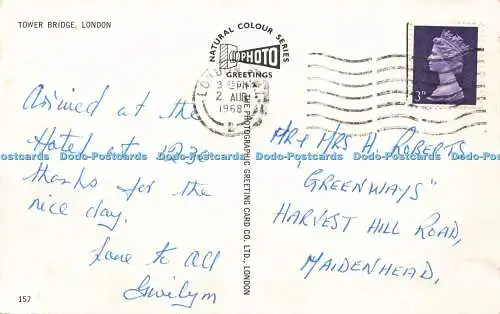 TOWER BRIDGE, LONDON
NATURAL COLOUR SERIES
PHOTO
GREETINGS
THE PHOTOGRAPHIC GREETING CARD CO. LTD., LONDON
LON
2 AUG
1968
3D
Arrived at the
Hotel at 12.30
thanks for the
nice day.
Love to all
Gwilym
157
Mr & Mrs H. ROBERTS
"GREENWAYS"
HARVEST HILL ROAD,
MAIDENHEAD,
Dodo-Postcards Dodo-Postcards Dodo-Postcards Dodo-Postcards Dodo-Postcards